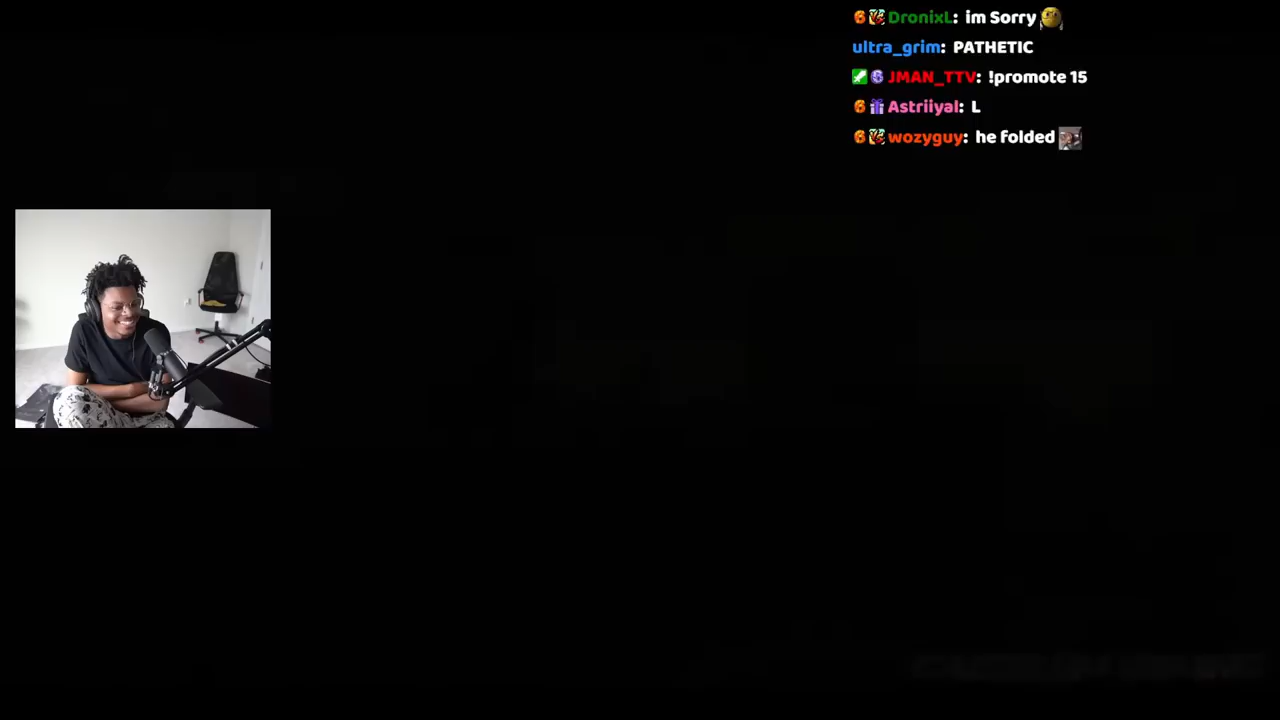 DronixL: im Sorry
ultra_grim: PATHETIC
JMAN_TTV: !promote 15
Astriiyal: L
wozyguy: he folded